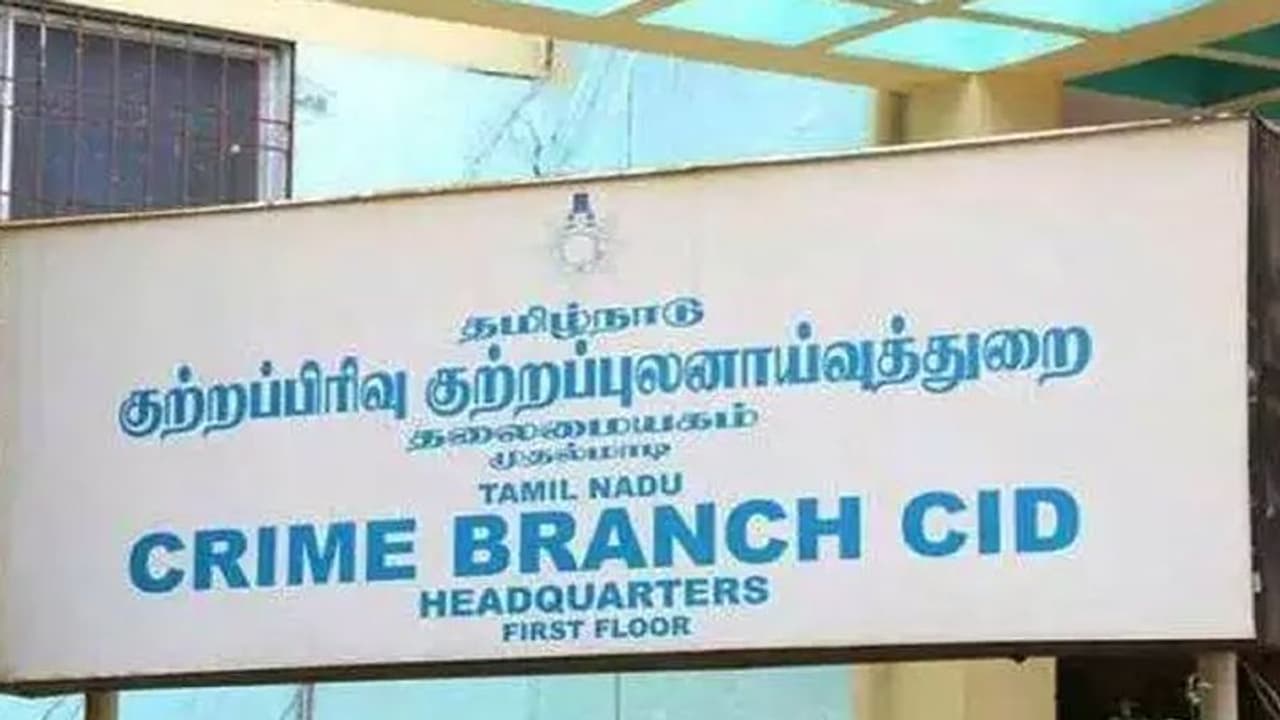 தமிழ்நாடு
குற்றப்பிரிவு குற்றப்புலனாய்வுத்துறை
தலைமையகம்
முதல்மாடி
TAMIL NADU
CRIME BRANCH CID
HEADQUARTERS
FIRST FLOOR